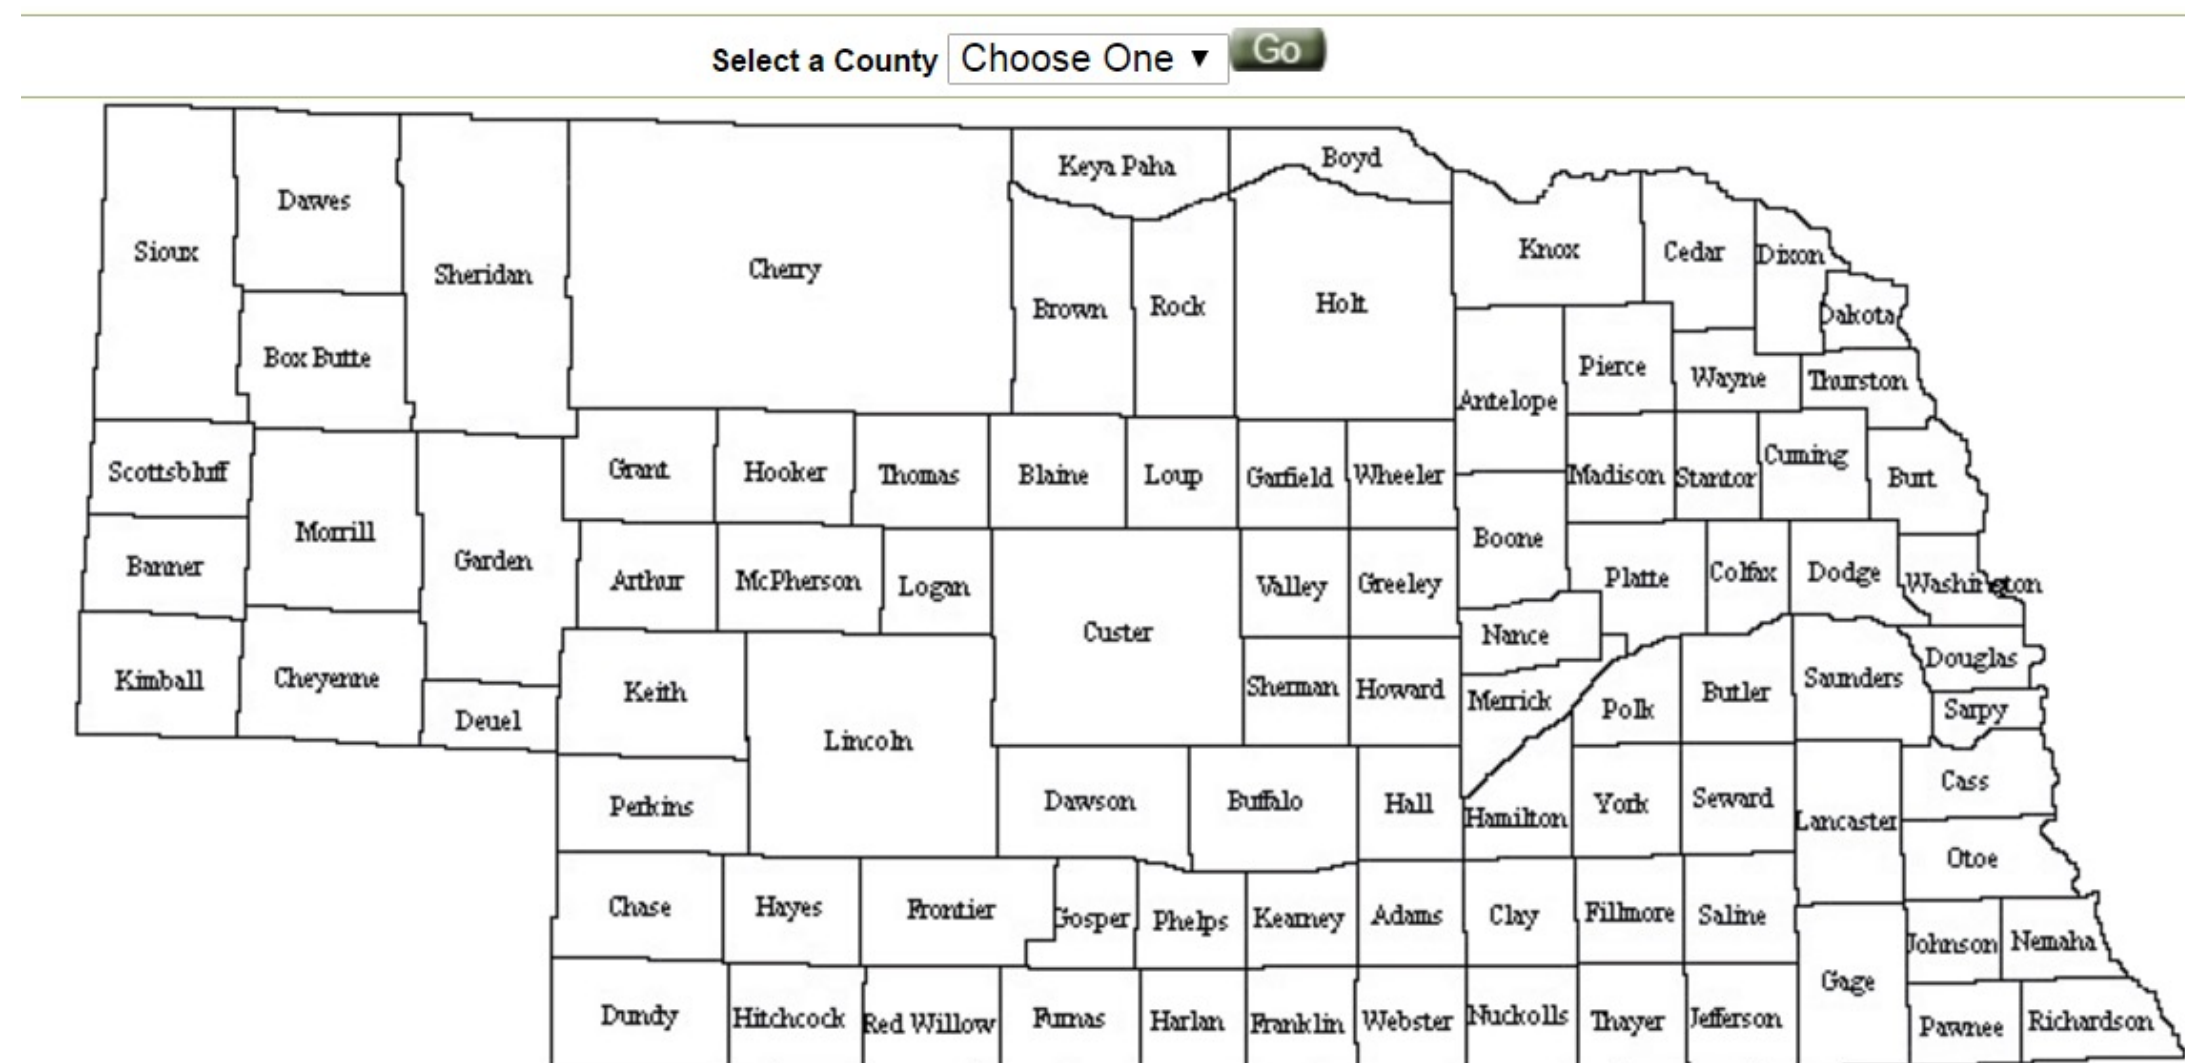 Select a County Choose One ▼ Go
Keya Paha
Boyd
Dawes
Sioux
Sheridan
Cherry
Knox
Cedar
Dixon
Brown
Rock
Holt
Dakota
Box Butte
Pierce
Wayne
Thurston
Antelope
Scottsbluff
Grant
Hooker
Thomas
Blaine
Loup
Garfield
Wheeler
Madison
Stantor
Cuming
Burt
Morrill
Garden
Boone
Banner
Arthur
McPherson
Logan
Valley
Greeley
Platte
Colfax
Dodge
Washington
Custer
Nance
Kimball
Cheyenne
Keith
Sherman
Howard
Merrick
Polk
Butler
Saunders
Douglas
Deuel
Lincoln
Sarpy
Perkins
Dawson
Buffalo
Hall
Hamilton
York
Seward
Lancaster
Cass
Otoe
Chase
Hayes
Frontier
Gosper
Phelps
Kearney
Adams
Clay
Fillmore
Saline
Johnson
Nemaha
Gage
Dundy
Hitchcock
Red Willow
Furnas
Harlan
Franklin
Webster
Nuckolls
Thayer
Jefferson
Pawnee
Richardson